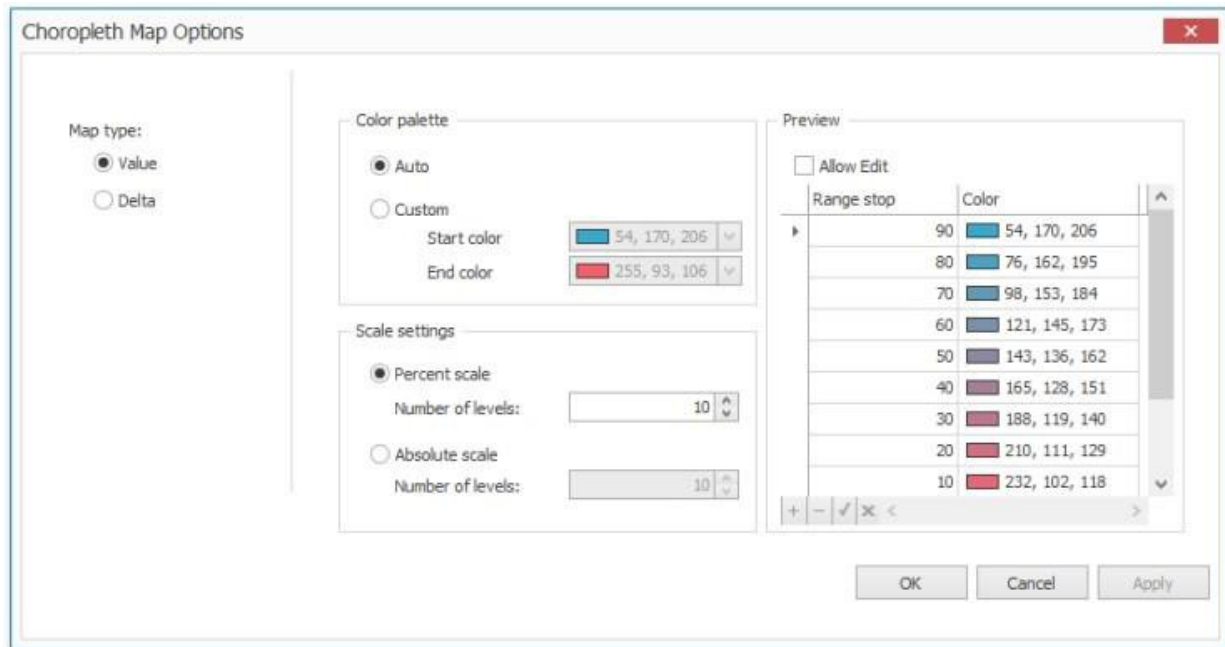 Choropleth Map Options
Map type:
Value
Delta
Color palette
Auto
Custom
Start color 54, 170, 206
End color 255, 93, 106
Scale settings
Percent scale
Number of levels: 10
Absolute scale
Number of levels: 10
Preview
Allow Edit
Range stop Color
90 54, 170, 206
80 76, 162, 195
70 98, 153, 184
60 121, 145, 173
50 143, 136, 162
40 165, 128, 151
30 188, 119, 140
20 210, 111, 129
10 232, 102, 118
OK Cancel Apply